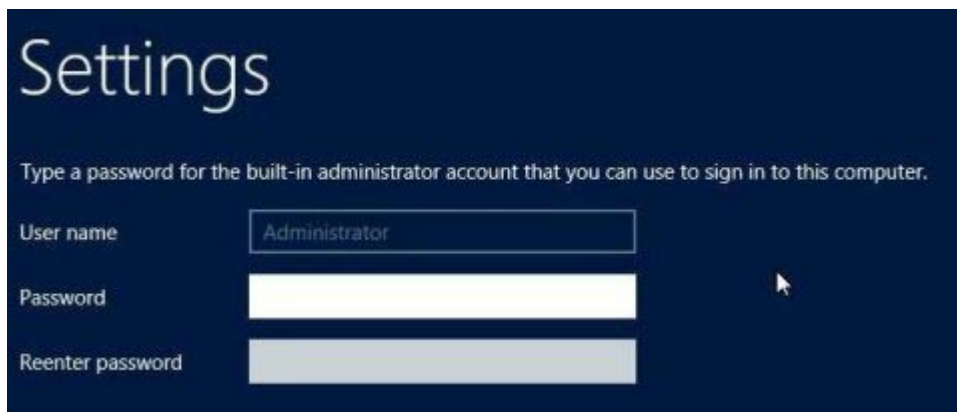 Settings
Type a password for the built-in administrator account that you can use to sign in to this computer.
User name
Administrator
Password
Reenter password